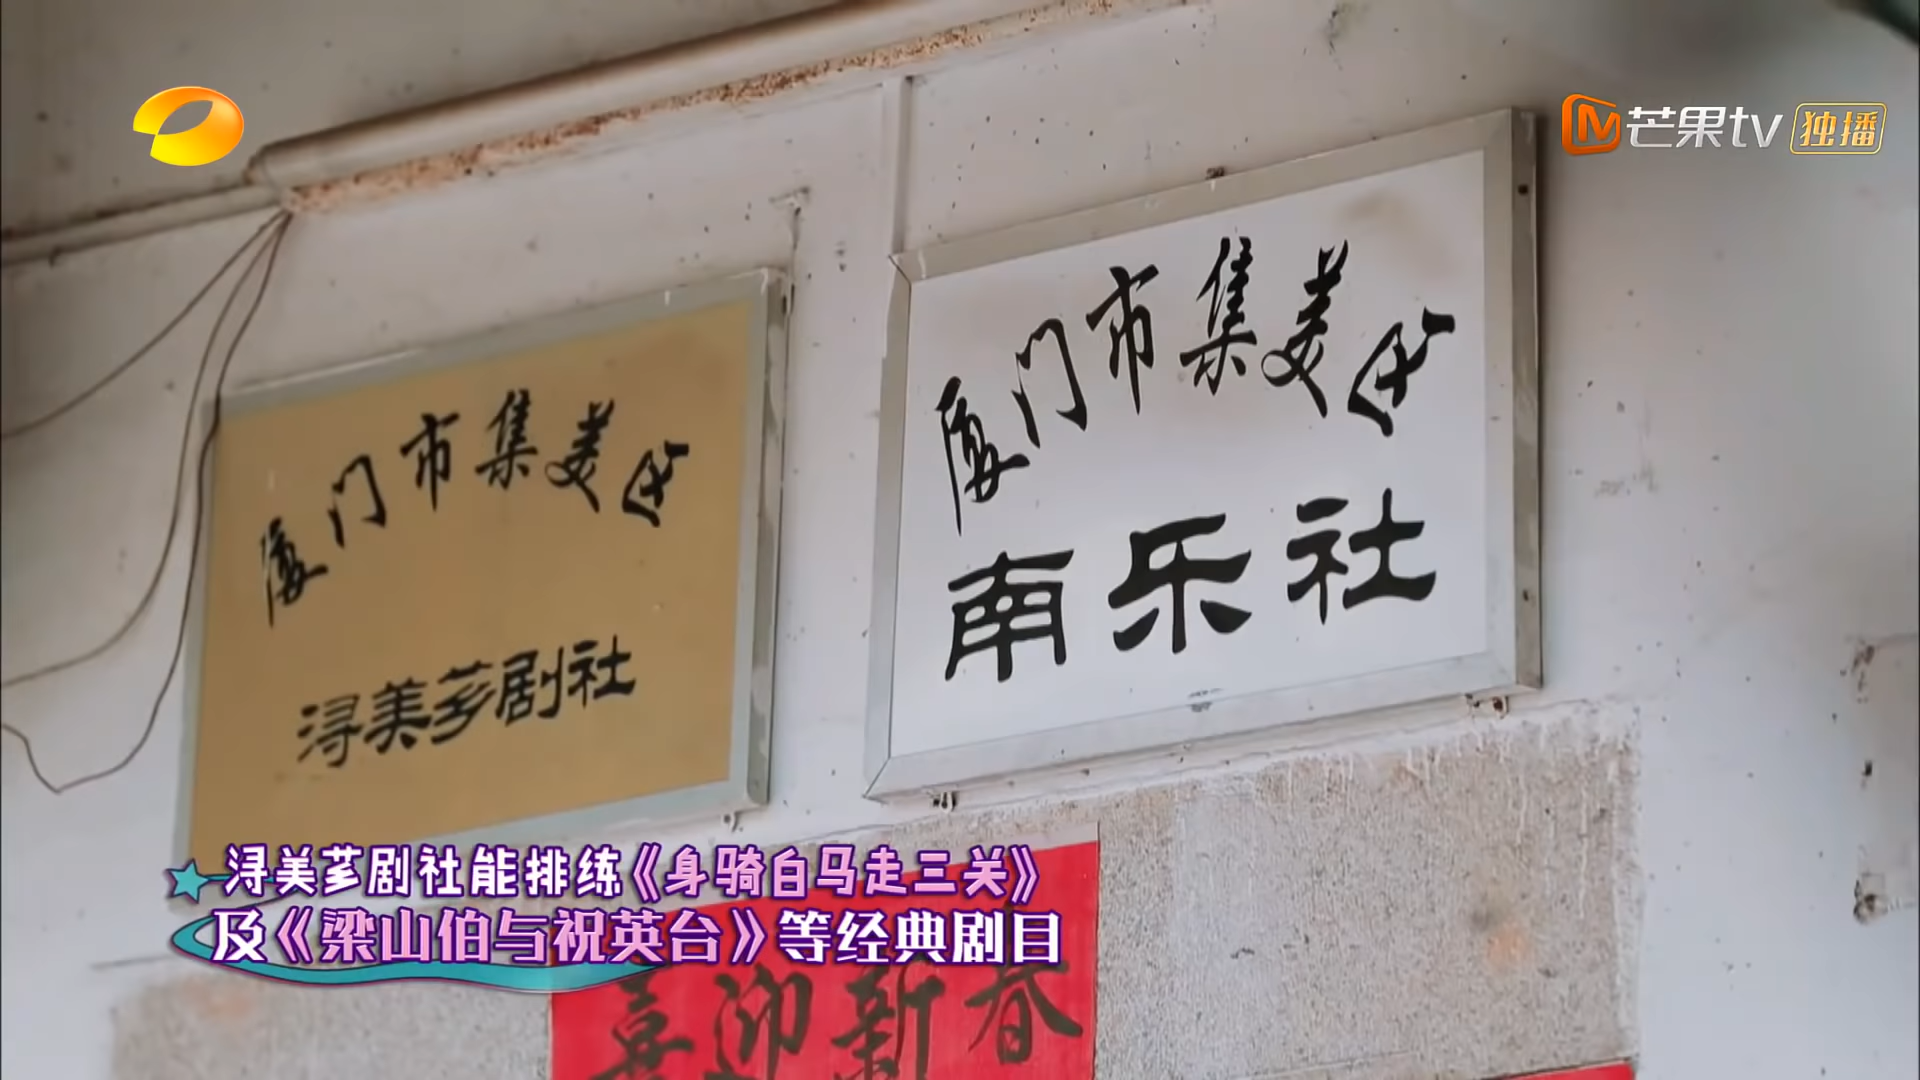 芒果tv 独播
厦门市集美区
浔美芗剧社
厦门市集美区
南乐社
浔美芗剧社能排练《身骑白马走三关》
及《梁山伯与祝英台》等经典剧目
喜迎新春